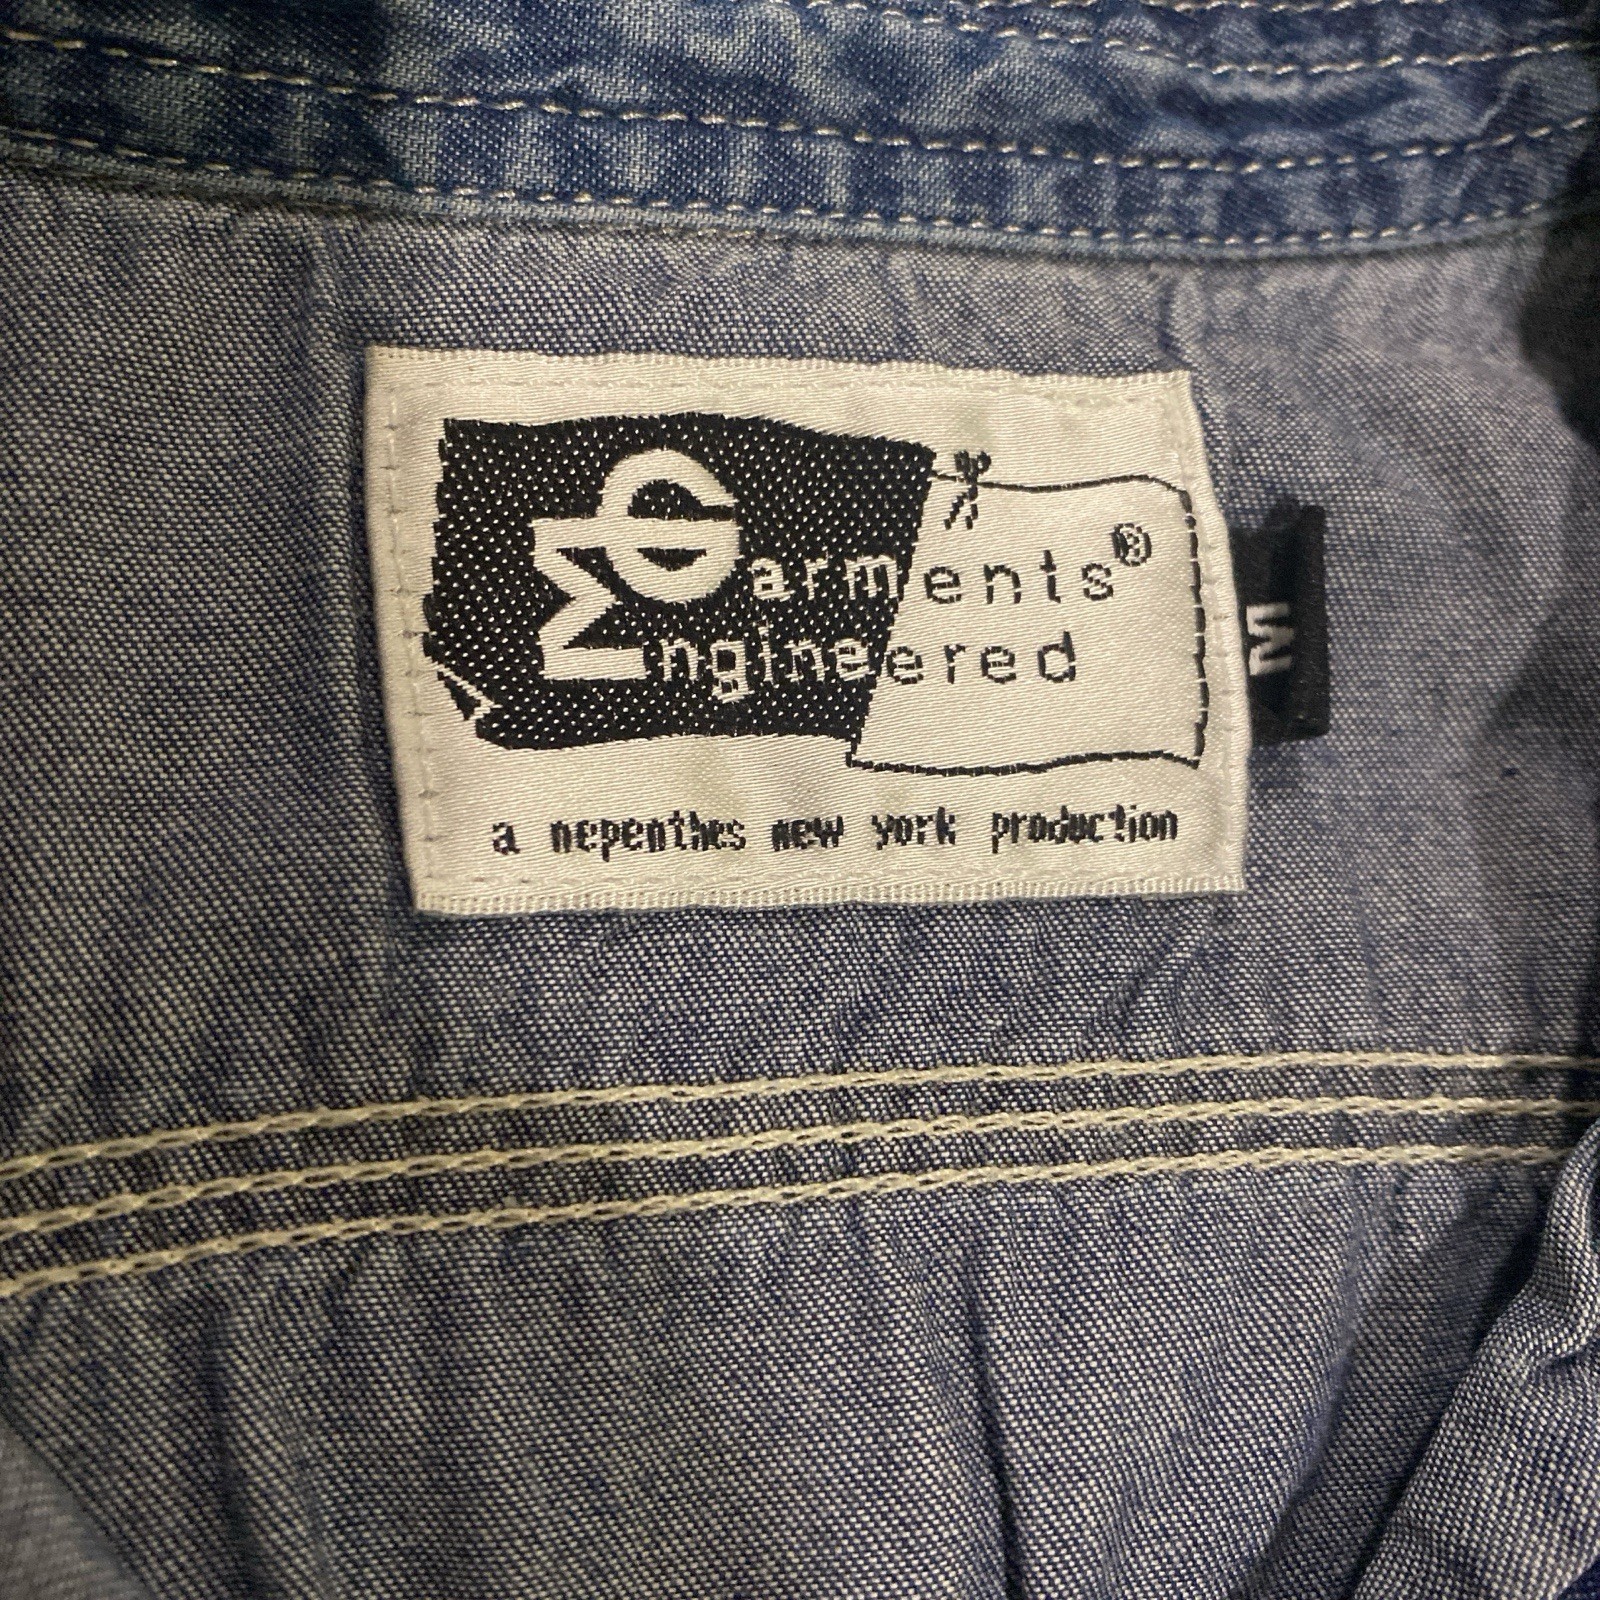 Garments®
Engineered
a nepenthes new york production
M